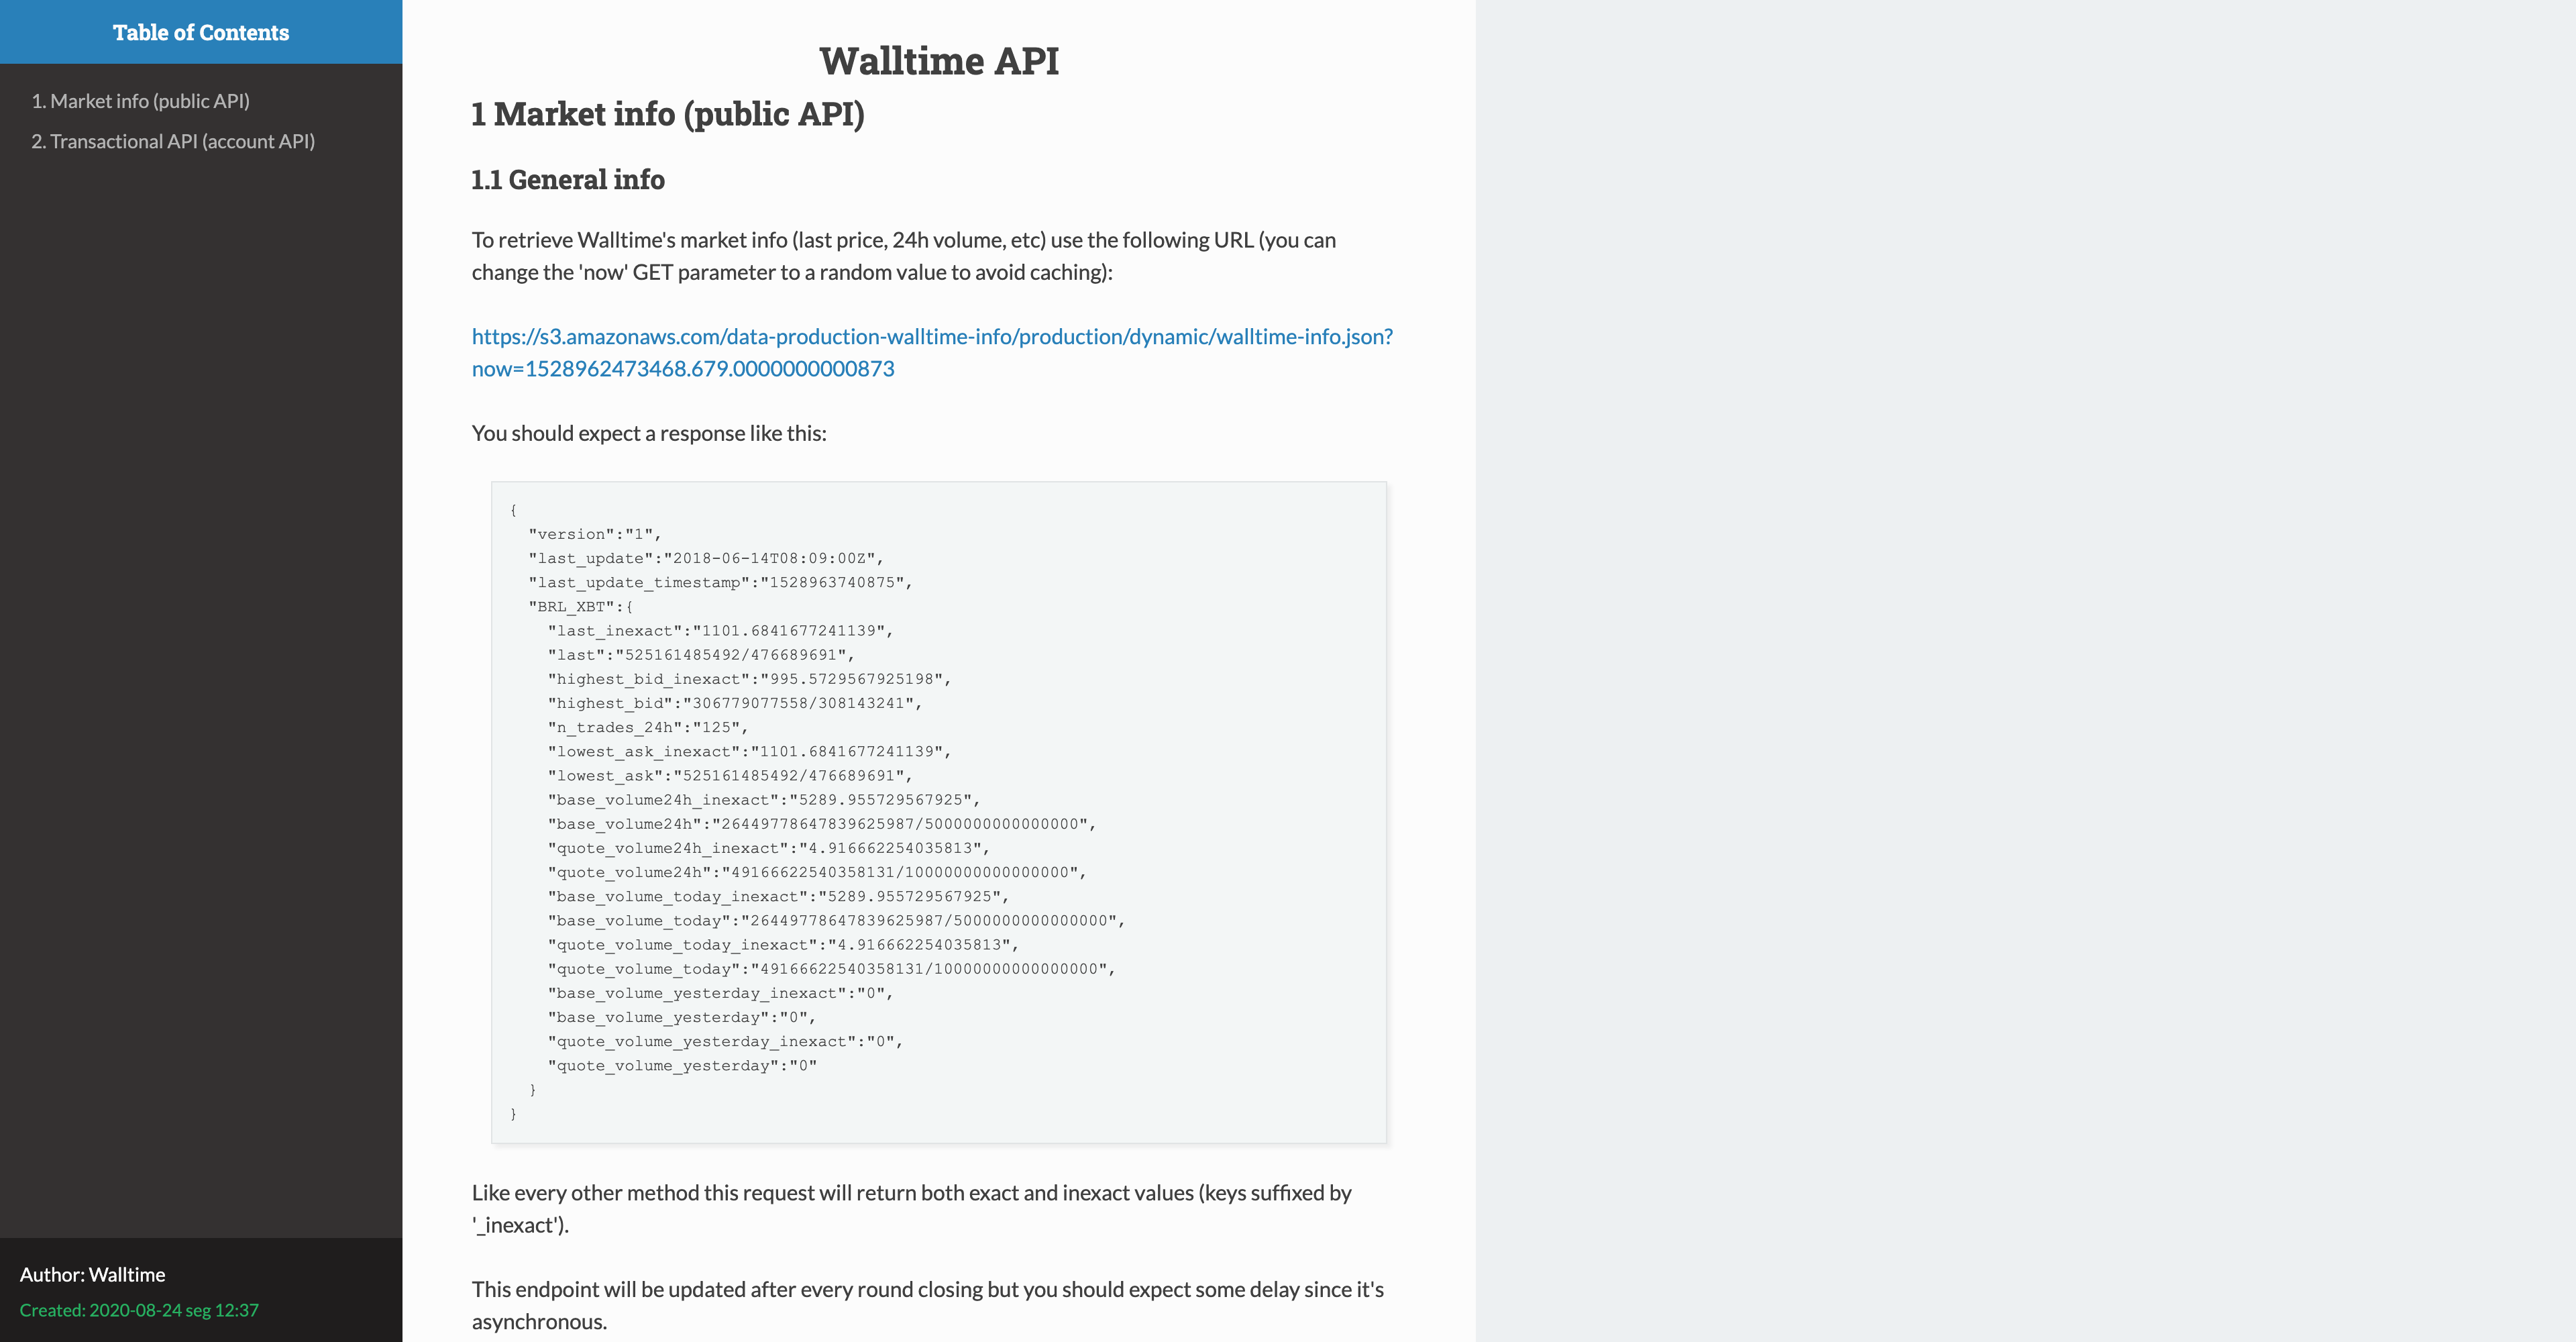 Table of Contents
1. Market info (public API)
2. Transactional API (account API)
Author: Walltime
Created: 2020-08-24 seg 12:37
Walltime API
1 Market info (public API)
1.1 General info
To retrieve Walltime's market info (last price, 24h volume, etc) use the following URL (you can
change the 'now' GET parameter to a random value to avoid caching):
https://s3.amazonaws.com/data-production-walltime-info/production/dynamic/walltime-info.json?
now=1528962473468.679.0000000000873
You should expect a response like this:
{
  "version":"1",
  "last_update":"2018-06-14T08:09:00Z",
  "last_update_timestamp":"1528963740875",
  "BRL_XBT":{
    "last_inexact":"1101.6841677241139",
    "last":"525161485492/476689691",
    "highest_bid_inexact":"995.5729567925198",
    "highest_bid":"306779077558/308143241",
    "n_trades_24h":"125",
    "lowest_ask_inexact":"1101.6841677241139",
    "lowest_ask":"525161485492/476689691",
    "base_volume24h_inexact":"5289.955729567925",
    "base_volume24h":"26449778647839625987/5000000000000000",
    "quote_volume24h_inexact":"4.916662254035813",
    "quote_volume24h":"49166622540358131/10000000000000000",
    "base_volume_today_inexact":"5289.955729567925",
    "base_volume_today":"26449778647839625987/5000000000000000",
    "quote_volume_today_inexact":"4.916662254035813",
    "quote_volume_today":"49166622540358131/10000000000000000",
    "base_volume_yesterday_inexact":"0",
    "base_volume_yesterday":"0",
    "quote_volume_yesterday_inexact":"0",
    "quote_volume_yesterday":"0"
  }
}
Like every other method this request will return both exact and inexact values (keys suffixed by
'_inexact').
This endpoint will be updated after every round closing but you should expect some delay since it's
asynchronous.